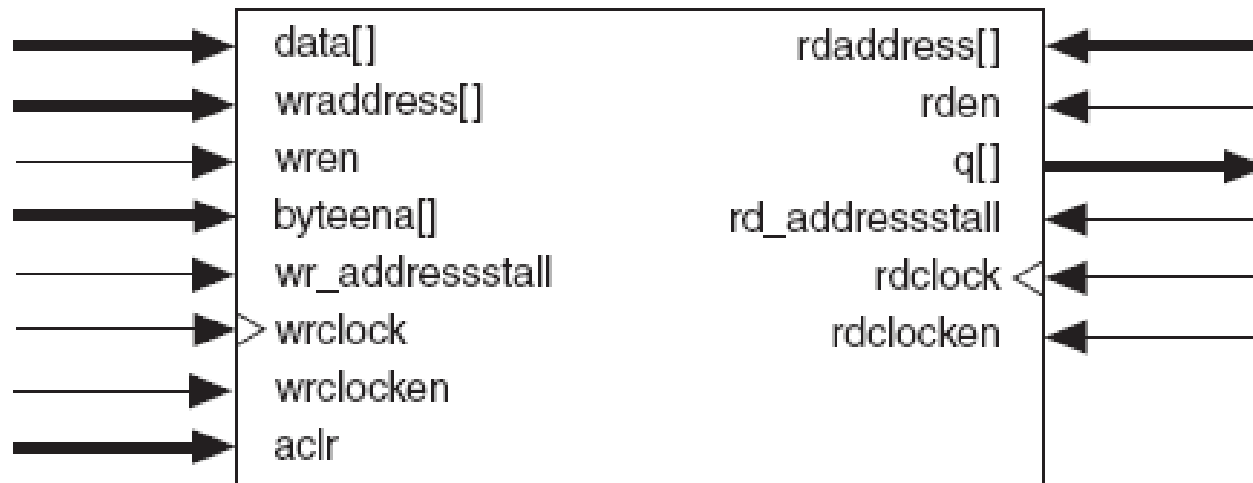 data[]
wraddress[]
wren
byteena[]
wr_addressstall
wrclock
wrclocken
aclr
rdaddress[]
rden
q[]
rd_addressstall
rdclock
rdclocken